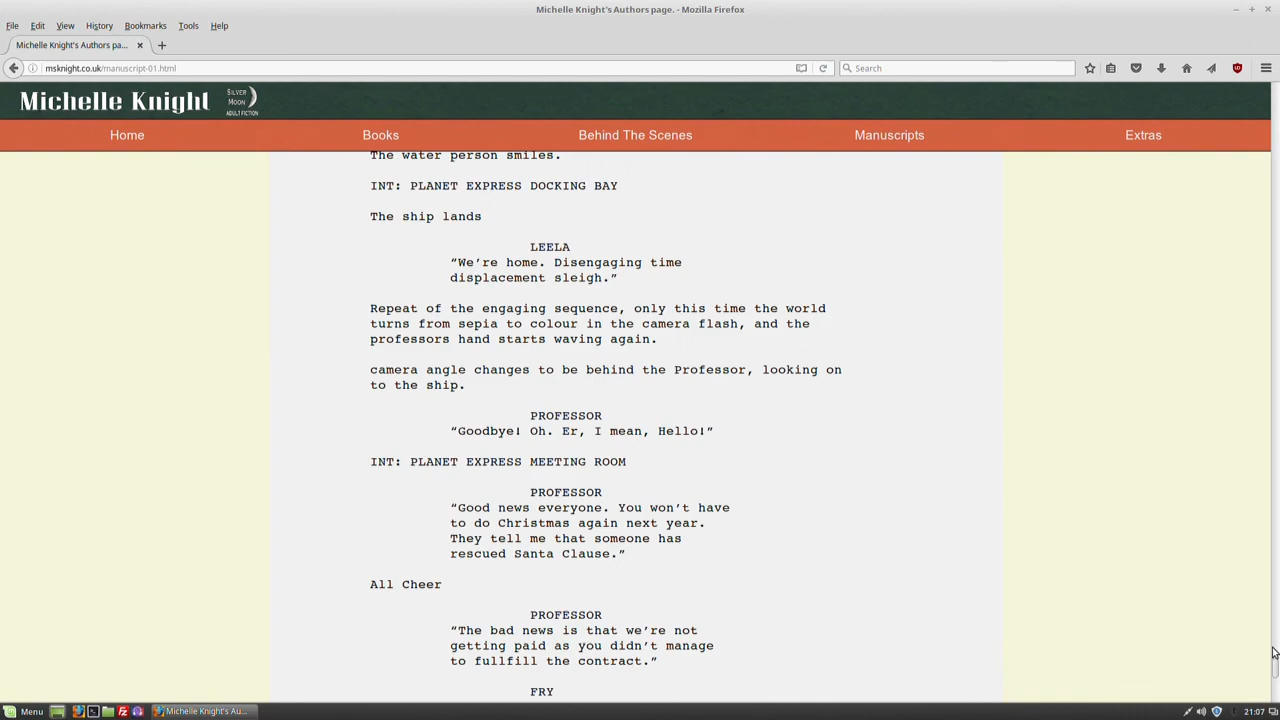 Michelle Knight's Authors page. - Mozilla Firefox
File Edit View History Bookmarks Tools Help
Michelle Knight's Authors pa...
msknight.co.uk/manuscript-01.html
Search
Michelle Knight
SILVER
MOON
ADULT FICTION
Home Books Behind The Scenes Manuscripts Extras
The water person smiles.
INT: PLANET EXPRESS DOCKING BAY
The ship lands
LEELA
“We’re home. Disengaging time
displacement sleigh.”
Repeat of the engaging sequence, only this time the world
turns from sepia to colour in the camera flash, and the
professors hand starts waving again.
camera angle changes to be behind the Professor, looking on
to the ship.
PROFESSOR
“Goodbye! Oh. Er, I mean, Hello!”
INT: PLANET EXPRESS MEETING ROOM
PROFESSOR
“Good news everyone. You won’t have
to do Christmas again next year.
They tell me that someone has
rescued Santa Clause.”
All Cheer
PROFESSOR
“The bad news is that we’re not
getting paid as you didn’t manage
to fullfill the contract.”
FRY
Menu
Michelle Knight's Au...
21:07